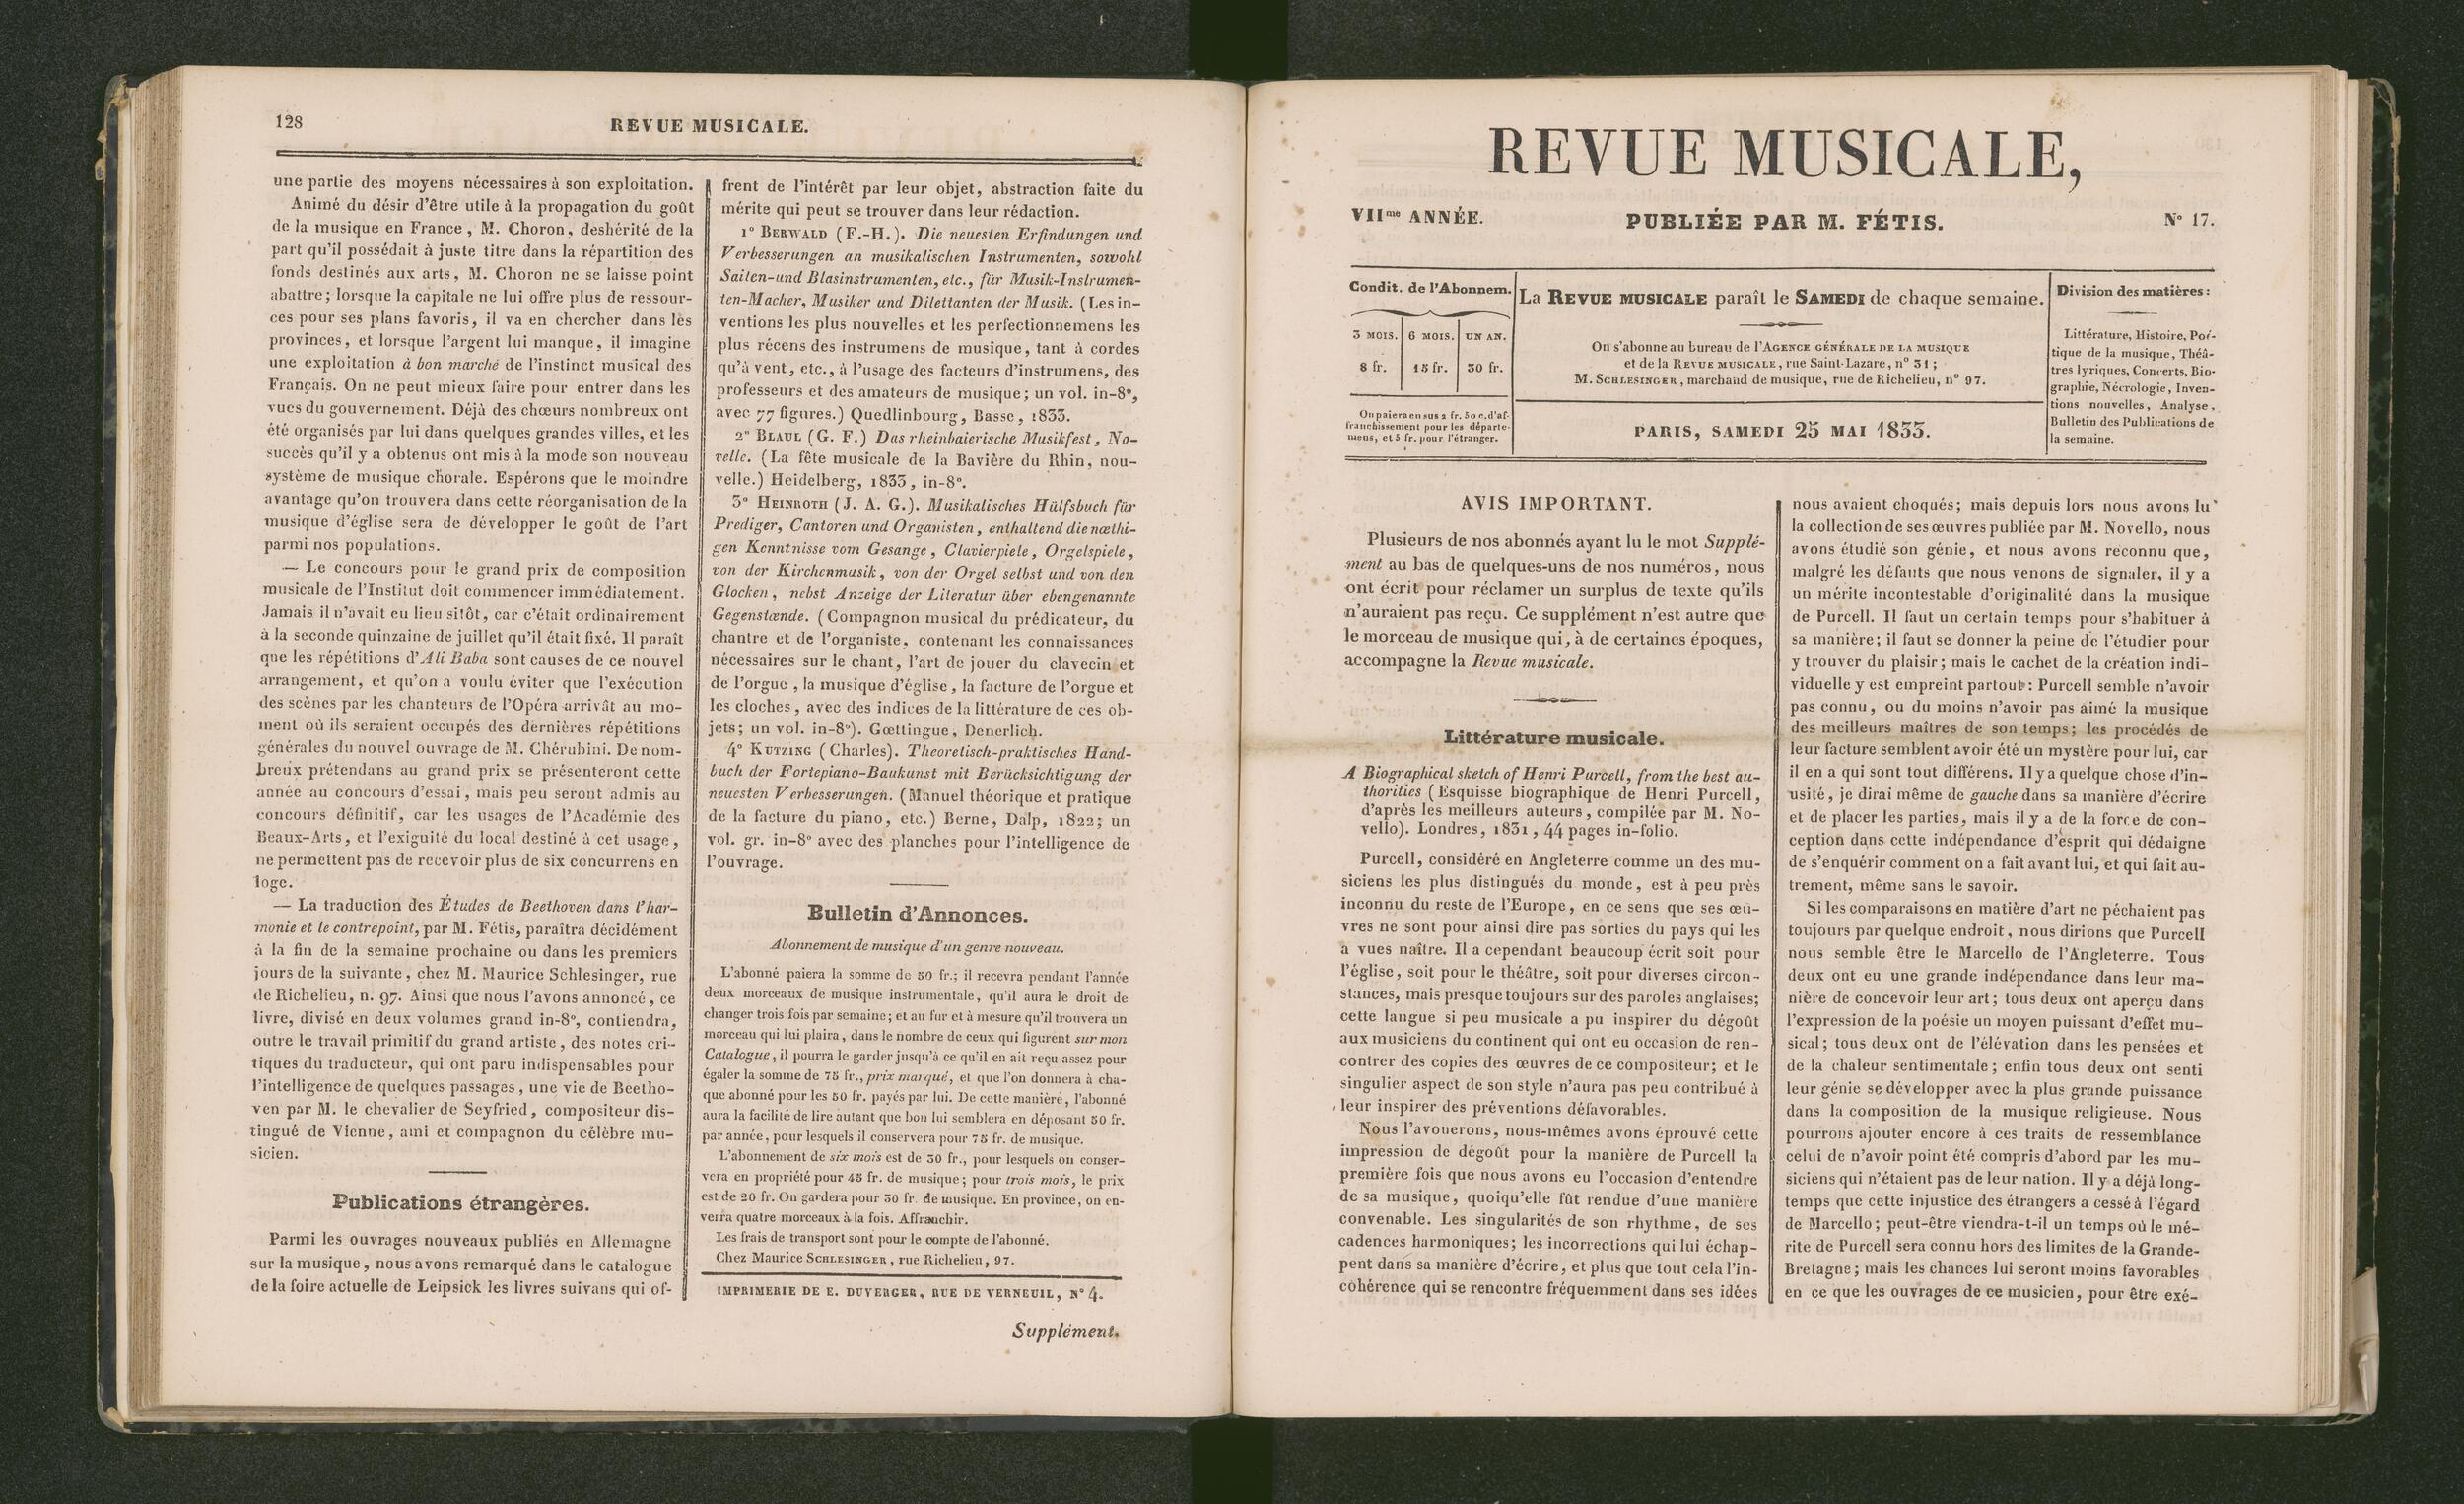 128
REVUE MUSICALE.
une partie des moyens nécessaires à son exploitation.
Animé du désir d'être utile à la propagation du goût
de la musique en France, M. Choron, déshérité de la
part qu'il possédait à juste titre dans la répartition des
fonds destinés aux arts, M. Choron ne se laisse point
abattre; lorsque la capitale ne lui offre plus de ressour-
ces pour ses plans favoris, il va en chercher dans les
provinces, et lorsque l'argent lui manque, il imagine
une exploitation à bon marché de l'instinct musical des
Français. On ne peut mieux faire pour entrer dans les
vues du gouvernement. Déjà des chœurs nombreux ont
été organisés par lui dans quelques grandes villes, et les
succès qu'il y a obtenus ont mis à la mode son nouveau
système de musique chorale. Espérons que le moindre
avantage qu'on trouvera dans cette réorganisation de la
musique d'église sera de développer le goût de l'art
parmi nos populations.
— Le concours pour le grand prix de composition
musicale de l'Institut doit commencer immédiatement.
Jamais il n'avait eu lieu sitôt, car c'était ordinairement
à la seconde quinzaine de juillet qu'il était fixé. Il paraît
que les répétitions d'Ali Baba sont causes de ce nouvel
arrangement, et qu'on a voulu éviter que l'exécution
des scènes par les chanteurs de l'Opéra arrivât au mo-
ment où ils seraient occupés des dernières répétitions
générales du nouvel ouvrage de M. Chérubini. De nom-
breux prétendans au grand prix se présenteront cette
année au concours d'essai, mais peu seront admis au
concours définitif, car les usages de l'Académie des
Beaux-Arts, et l'exiguité du local destiné à cet usage,
ne permettent pas de recevoir plus de six concurrens en
loge.
— La traduction des Études de Beethoven dans l'har-
monie et le contrepoint, par M. Fétis, paraîtra décidément
à la fin de la semaine prochaine ou dans les premiers
jours de la suivante, chez M. Maurice Schlesinger, rue
de Richelieu, n. 97. Ainsi que nous l'avons annoncé, ce
livre, divisé en deux volumes grand in-8°, contiendra,
outre le travail primitif du grand artiste, des notes cri-
tiques du traducteur, qui ont paru indispensables pour
l'intelligence de quelques passages, une vie de Beetho-
ven par M. le chevalier de Seyfried, compositeur dis-
tingué de Vienne, ami et compagnon du célèbre mu-
sicien.
Publications étrangères.
Parmi les ouvrages nouveaux publiés en Allemagne
sur la musique, nous avons remarqué dans le catalogue
de la foire actuelle de Leipsick les livres suivans qui of-
frent de l'intérêt par leur objet, abstraction faite du
mérite qui peut se trouver dans leur rédaction.
1° BERWALD (F.-H.). Die neuesten Erfindungen und
Verbesserungen an musikalischen Instrumenten, sowohl
Saiten-und Blasinstrumenten, etc., für Musik-Instrumen-
ten-Macher, Musiker und Dilettanten der Musik. (Les in-
ventions les plus nouvelles et les perfectionnemens les
plus récens des instrumens de musique, tant à cordes
qu'à vent, etc., à l'usage des facteurs d'instrumens, des
professeurs et des amateurs de musique; un vol. in-8°,
avec 77 figures.) Quedlinbourg, Basse, 1833.
2° BLAUL (G. F.) Das rheinbaierische Musikfest, No-
velle. (La fête musicale de la Bavière du Rhin, nou-
velle.) Heidelberg, 1833, in-8°.
3° HEINROTH (J. A. G.). Musikalisches Hülfsbuch für
Prediger, Cantoren und Organisten, enthaltend die nœthi-
gen Kenntnisse vom Gesange, Clavierpiele, Orgelspiele,
von der Kirchenmusik, von der Orgel selbst und von den
Glocken, nebst Anzeige der Literatur über ebengenannte
Gegenstœnde. (Compagnon musical du prédicateur, du
chantre et de l'organiste, contenant les connaissances
nécessaires sur le chant, l'art de jouer du clavecin et
de l'orgue, la musique d'église, la facture de l'orgue et
les cloches, avec des indices de la littérature de ces ob-
jets; un vol. in-8°). Gœttingue, Denerlich.
4° KUTZING (Charles). Theoretisch-praktisches Hand-
buch der Fortepiano-Baukunst mit Berücksichtigung der
neuesten Verbesserungen. (Manuel théorique et pratique
de la facture du piano, etc.) Berne, Dalp, 1822; un
vol. gr. in-8° avec des planches pour l'intelligence de
l'ouvrage.
Bulletin d'Annonces.
Abonnement de musique d'un genre nouveau.
L'abonné paiera la somme de 50 fr.; il recevra pendant l'année
deux morceaux de musique instrumentale, qu'il aura le droit de
changer trois fois par semaine; et au fur et à mesure qu'il trouvera un
morceau qui lui plaira, dans le nombre de ceux qui figurent sur mon
Catalogue, il pourra le garder jusqu'à ce qu'il en ait reçu assez pour
égaler la somme de 75 fr., prix marqué, et que l'on donnera à cha-
que abonné pour les 50 fr. payés par lui. De cette manière, l'abonné
aura la facilité de lire autant que bon lui semblera en déposant 50 fr.
par année, pour lesquels il conservera pour 75 fr. de musique.
L'abonnement de six mois est de 30 fr., pour lesquels on conser-
vera en propriété pour 45 fr. de musique; pour trois mois, le prix
est de 20 fr. On gardera pour 30 fr. de musique. En province, on en-
verra quatre morceaux à la fois. Affranchir.
Les frais de transport sont pour le compte de l'abonné.
Chez Maurice SCHLESINGER, rue Richelieu, 97.
IMPRIMERIE DE E. DUVERGER, RUE DE VERNEUIL, N° 4.
Supplément.
REVUE MUSICALE,
VIIme ANNÉE.
PUBLIÉE PAR M. FÉTIS.
N° 17.
Condit. de l'Abonnem.
3 MOIS. 6 MOIS. UN AN.
8 fr. 15 fr. 30 fr.
On paiera en sus 2 fr. 50 c. d'af-
franchissement pour les départe-
mens, et 5 fr. pour l'étranger.
La REVUE MUSICALE paraît le SAMEDI de chaque semaine.
On s'abonne au bureau de l'AGENCE GÉNÉRALE DE LA MUSIQUE
et de la REVUE MUSICALE, rue Saint-Lazare, n° 31;
M. SCHLESINGER, marchand de musique, rue de Richelieu, n° 97.
PARIS, SAMEDI 25 MAI 1833.
Division des matières:
Littérature, Histoire, Poé-
tique de la musique, Théâ-
tres lyriques, Concerts, Bio-
graphie, Nécrologie, Inven-
tions nouvelles, Analyse,
Bulletin des Publications de
la semaine.
AVIS IMPORTANT.
Plusieurs de nos abonnés ayant lu le mot Supplé-
ment au bas de quelques-uns de nos numéros, nous
ont écrit pour réclamer un surplus de texte qu'ils
n'auraient pas reçu. Ce supplément n'est autre que
le morceau de musique qui, à de certaines époques,
accompagne la Revue musicale.
Littérature musicale.
A Biographical sketch of Henri Purcell, from the best au-
thorities (Esquisse biographique de Henri Purcell,
d'après les meilleurs auteurs, compilée par M. No-
vello). Londres, 1831, 44 pages in-folio.
Purcell, considéré en Angleterre comme un des mu-
siciens les plus distingués du monde, est à peu près
inconnu du reste de l'Europe, en ce sens que ses œu-
vres ne sont pour ainsi dire pas sorties du pays qui les
a vues naître. Il a cependant beaucoup écrit soit pour
l'église, soit pour le théâtre, soit pour diverses circon-
stances, mais presque toujours sur des paroles anglaises;
cette langue si peu musicale a pu inspirer du dégoût
aux musiciens du continent qui ont eu occasion de ren-
contrer des copies des œuvres de ce compositeur; et le
singulier aspect de son style n'aura pas peu contribué à
leur inspirer des préventions défavorables.
Nous l'avouerons, nous-mêmes avons éprouvé cette
impression de dégoût pour la manière de Purcell la
première fois que nous avons eu l'occasion d'entendre
de sa musique, quoiqu'elle fût rendue d'une manière
convenable. Les singularités de son rhythme, de ses
cadences harmoniques; les incorrections qui lui échap-
pent dans sa manière d'écrire, et plus que tout cela l'in-
cohérence qui se rencontre fréquemment dans ses idées
nous avaient choqués; mais depuis lors nous avons lu
la collection de ses œuvres publiée par M. Novello, nous
avons étudié son génie, et nous avons reconnu que,
malgré les défauts que nous venons de signaler, il y a
un mérite incontestable d'originalité dans la musique
de Purcell. Il faut un certain temps pour s'habituer à
sa manière; il faut se donner la peine de l'étudier pour
y trouver du plaisir; mais le cachet de la création indi-
viduelle y est empreint partout: Purcell semble n'avoir
pas connu, ou du moins n'avoir pas aimé la musique
des meilleurs maîtres de son temps; les procédés de
leur facture semblent avoir été un mystère pour lui, car
il en a qui sont tout différens. Il y a quelque chose d'in-
usité, je dirai même de gauche dans sa manière d'écrire
et de placer les parties, mais il y a de la force de con-
ception dans cette indépendance d'esprit qui dédaigne
de s'enquérir comment on a fait avant lui, et qui fait au-
trement, même sans le savoir.
Si les comparaisons en matière d'art ne péchaient pas
toujours par quelque endroit, nous dirions que Purcell
nous semble être le Marcello de l'Angleterre. Tous
deux ont eu une grande indépendance dans leur ma-
nière de concevoir leur art; tous deux ont aperçu dans
l'expression de la poésie un moyen puissant d'effet mu-
sical; tous deux ont de l'élévation dans les pensées et
de la chaleur sentimentale; enfin tous deux ont senti
leur génie se développer avec la plus grande puissance
dans la composition de la musique religieuse. Nous
pourrons ajouter encore à ces traits de ressemblance
celui de n'avoir point été compris d'abord par les mu-
siciens qui n'étaient pas de leur nation. Il y a déjà long-
temps que cette injustice des étrangers a cessé à l'égard
de Marcello; peut-être viendra-t-il un temps où le mé-
rite de Purcell sera connu hors des limites de la Grande-
Bretagne; mais les chances lui seront moins favorables
en ce que les ouvrages de ce musicien, pour être exé-